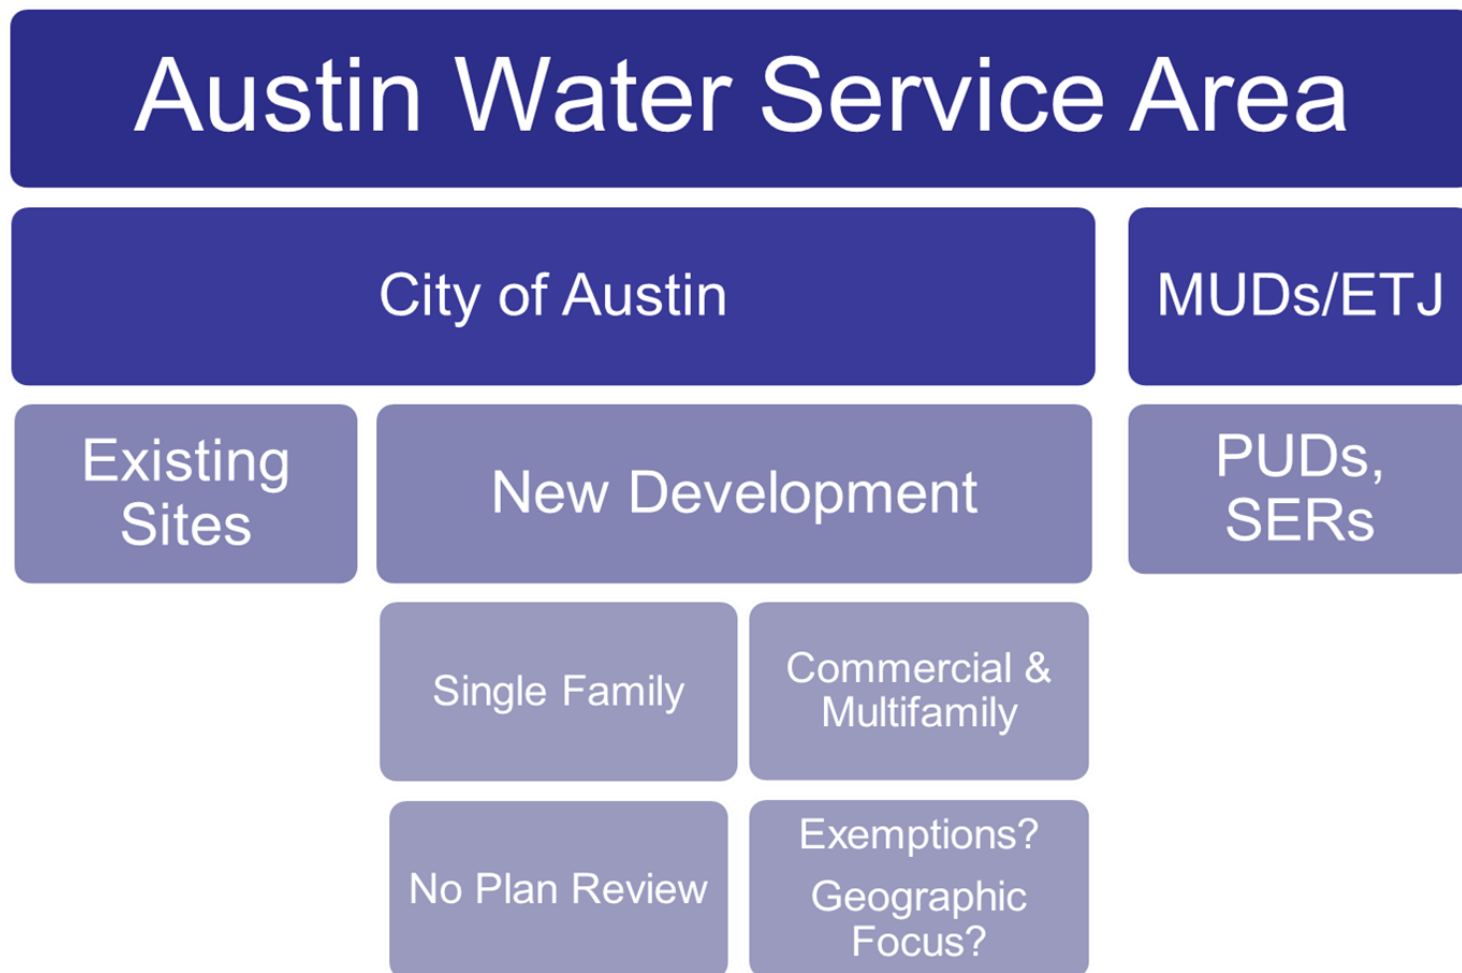 Austin Water Service Area
City of Austin
MUDs/ETJ
Existing
Sites
New Development
PUDs,
SERs
Single Family
Commercial &
Multifamily
No Plan Review
Exemptions?
Geographic
Focus?